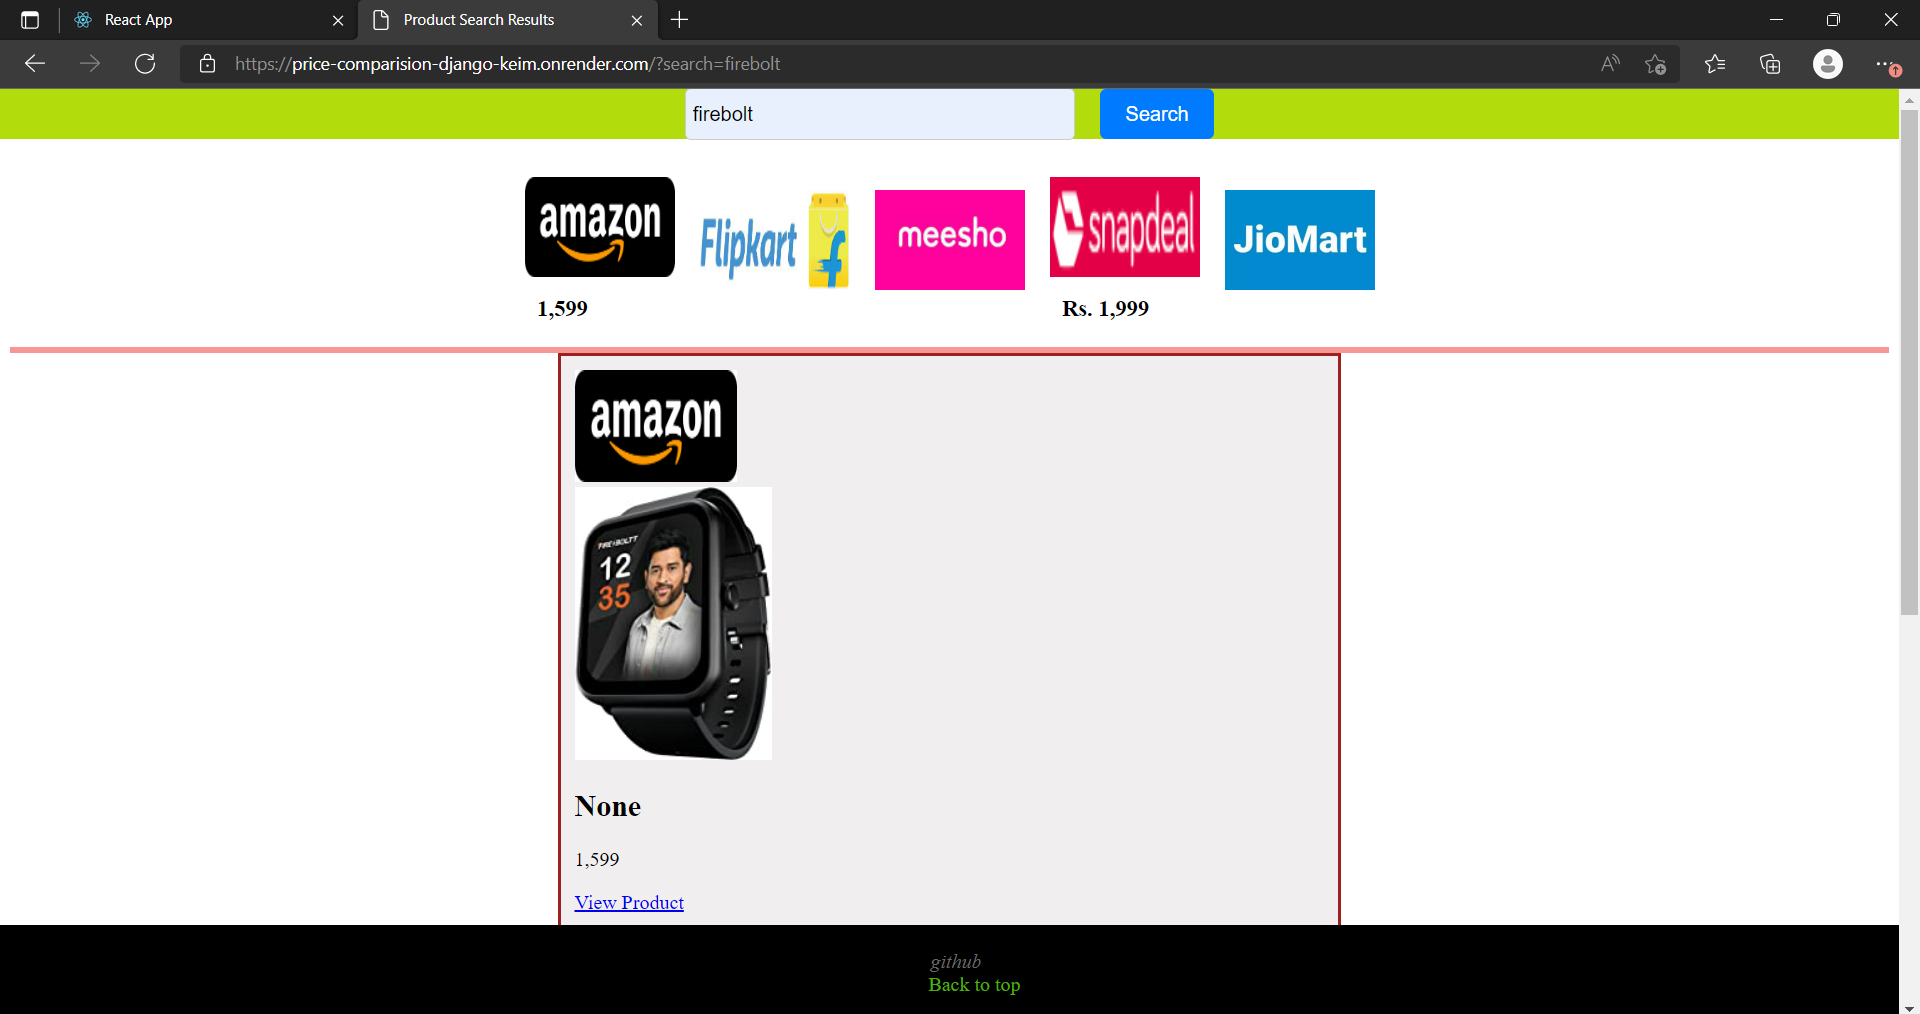 React App
Product Search Results
https://price-comparision-django-keim.onrender.com/?search=firebolt
firebolt
Search
amazon
Flipkart
meesho
snapdeal
JioMart
1,599
Rs. 1,999
amazon
FIRE-BOLTT
12
35
None
1,599
View Product
github
Back to top